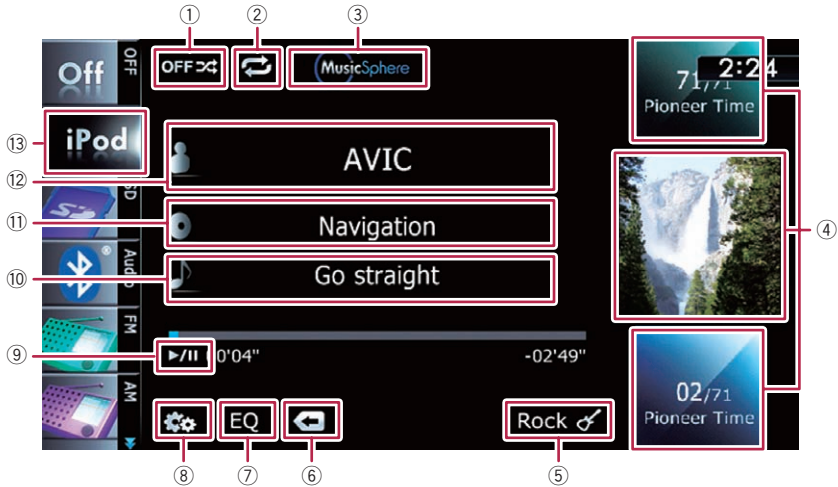 ① ② ③
Off OFF
OFF
MusicSphere
71/71 2:24
Pioneer Time
⑬ iPod
⑫ AVIC
SD
⑪ Navigation
④
Audio
⑩ Go straight
FM
⑨ ►/II 0'04" -02'49"
AM
02/71
Pioneer Time
EQ Rock
⑧ ⑦ ⑥ ⑤